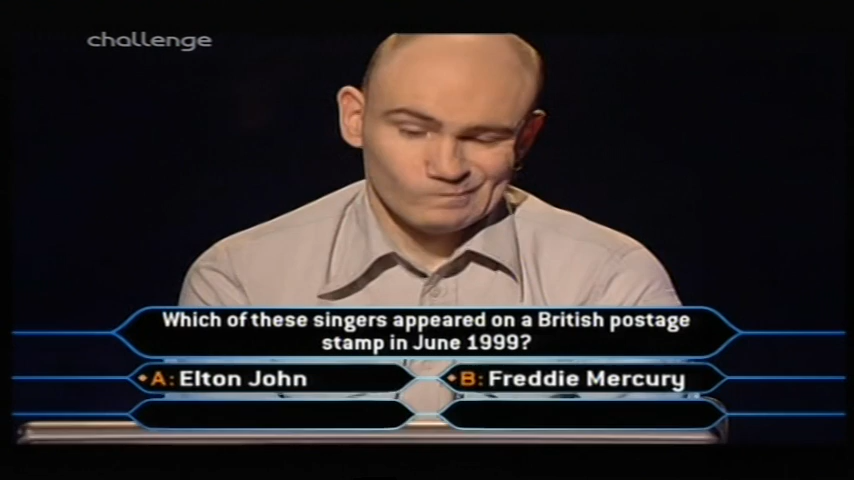 challenge
Which of these singers appeared on a British postage
stamp in June 1999?
A: Elton John
B: Freddie Mercury